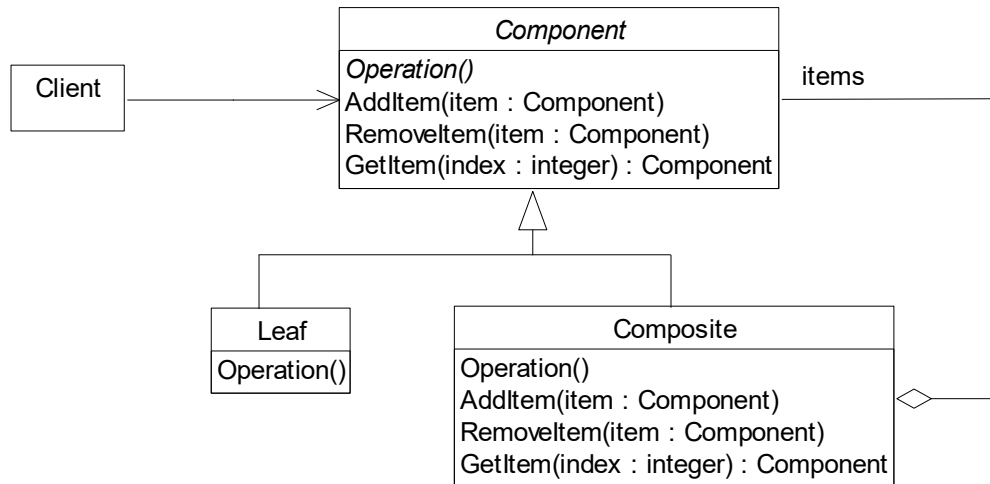 Component
Client
Operation()
AddItem(item : Component)
RemoveItem(item : Component)
GetItem(index : integer) : Component
items
Leaf
Operation()
Composite
Operation()
AddItem(item : Component)
RemoveItem(item : Component)
GetItem(index : integer) : Component